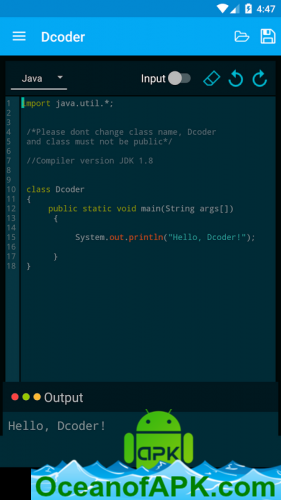 4:47
Dcoder
Java Input
1 import java.util.*;
2
3
4 /*Please dont change class name, Dcoder
5 and class must not be public*/
6
7 //Compiler version JDK 1.8
8
9
10 class Dcoder
11 {
12 public static void main(String args[])
13 {
14
15 System.out.println("Hello, Dcoder!");
16
17 }
18 }
Output
Hello, Dcoder!
APK
OceanofAPK.com